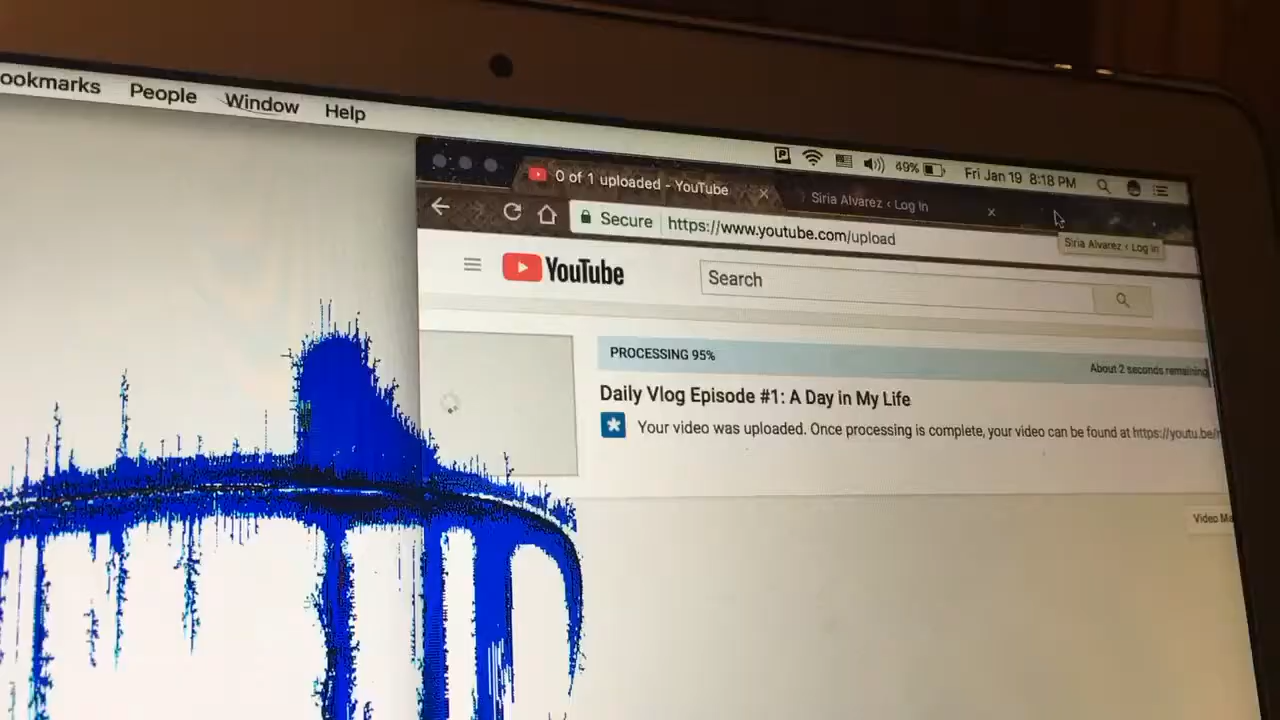 ookmarks People Window Help
49% Fri Jan 19 8:18 PM
0 of 1 uploaded - YouTube
Siria Alvarez ‹ Log In
Secure https://www.youtube.com/upload
Siria Alvarez ‹ Log In
YouTube
Search
PROCESSING 95%
About 2 seconds remaining
Daily Vlog Episode #1: A Day in My Life
Your video was uploaded. Once processing is complete, your video can be found at https://youtu.be/
Video Ma